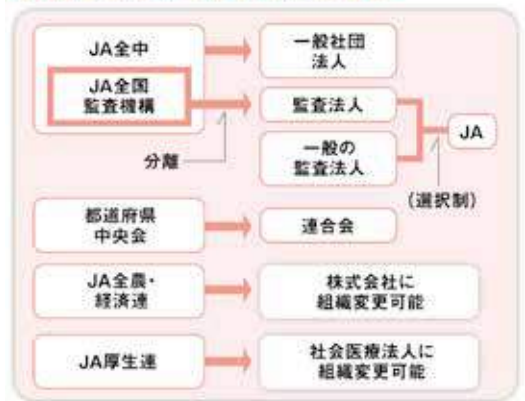 JA全中
一般社団
法人
JA全国
監査機構
監査法人
JA
分離
一般の
監査法人
(選択制)
都道府県
中央会
連合会
JA全農・
経済連
株式会社に
組織変更可能
JA厚生連
社会医療法人に
組織変更可能